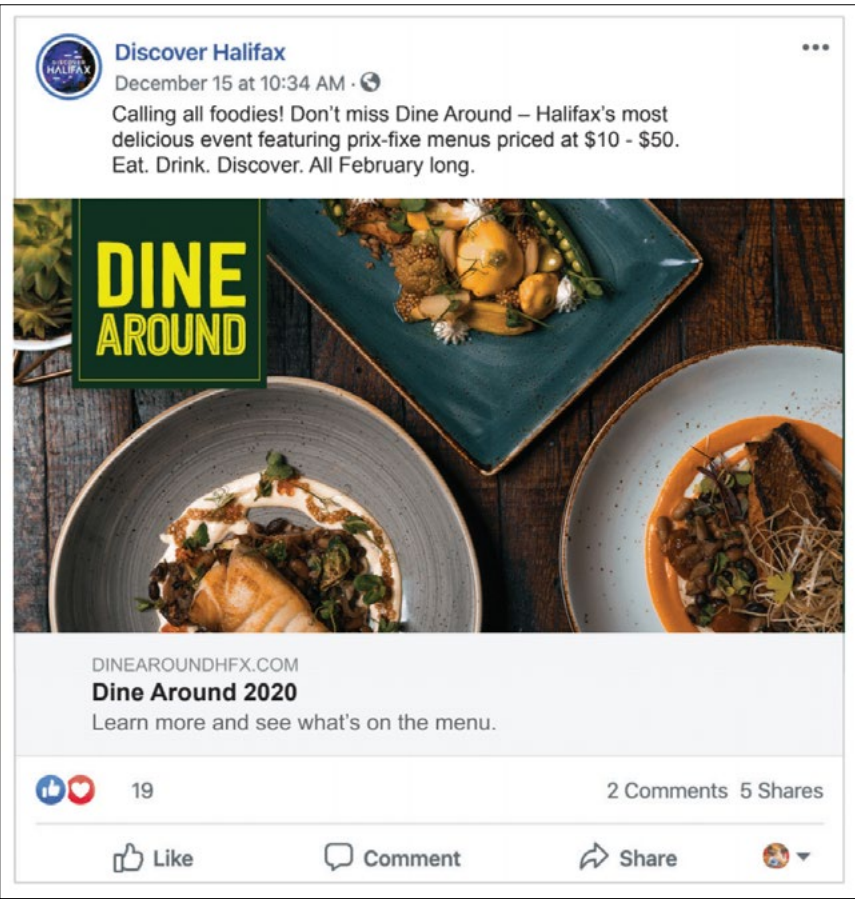 DISCOVER
HALIFAX
Discover Halifax
December 15 at 10:34 AM ·
Calling all foodies! Don't miss Dine Around – Halifax's most
delicious event featuring prix-fixe menus priced at $10 - $50.
Eat. Drink. Discover. All February long.
DINE
AROUND
DINEAROUNDHFX.COM
Dine Around 2020
Learn more and see what's on the menu.
19
2 Comments 5 Shares
Like
Comment
Share